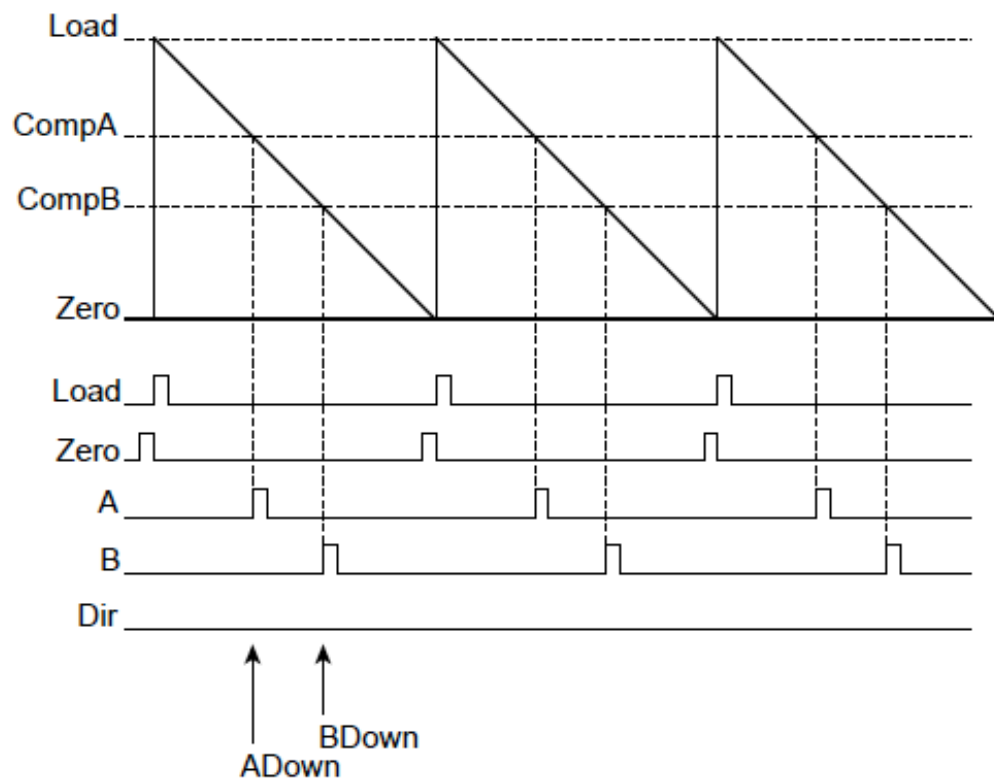 Load
CompA
CompB
Zero
Load
Zero
A
B
Dir
BDown
ADown